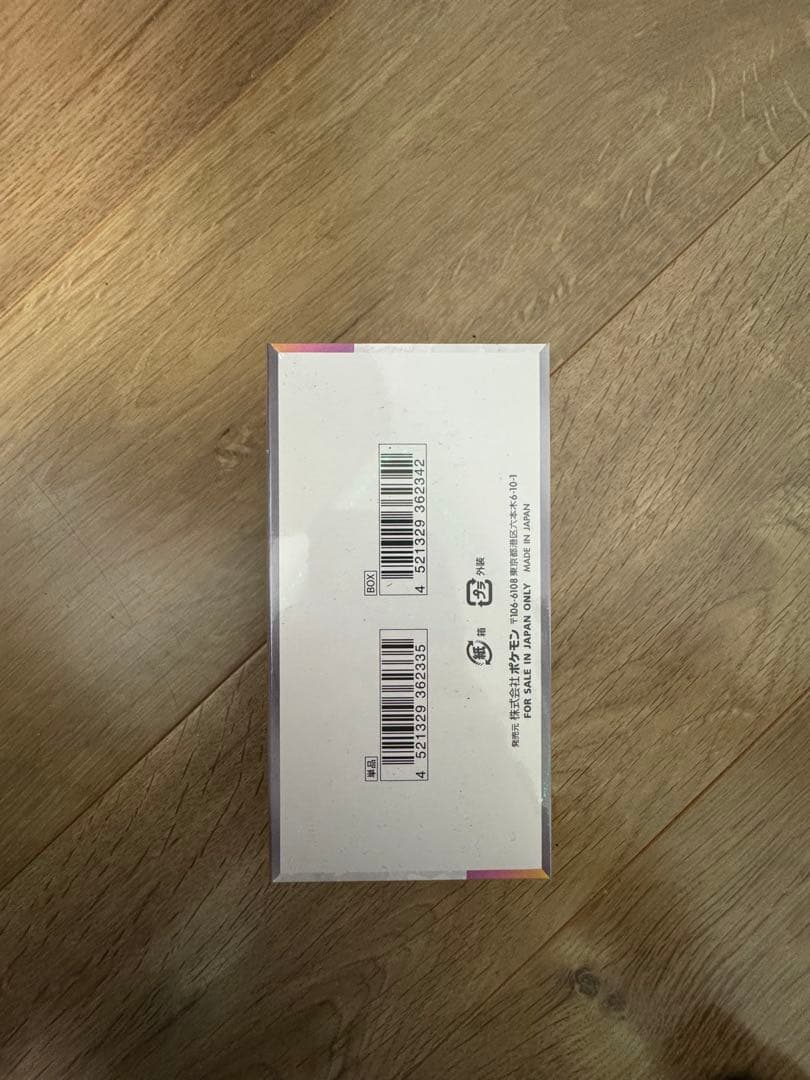 単品
4 521329 362335
BOX
4 521329 362342
紙 箱
プラ 外装
発売元 株式会社 ポケモン 〒106-6108 東京都港区六本木6-10-1
FOR SALE IN JAPAN ONLY MADE IN JAPAN